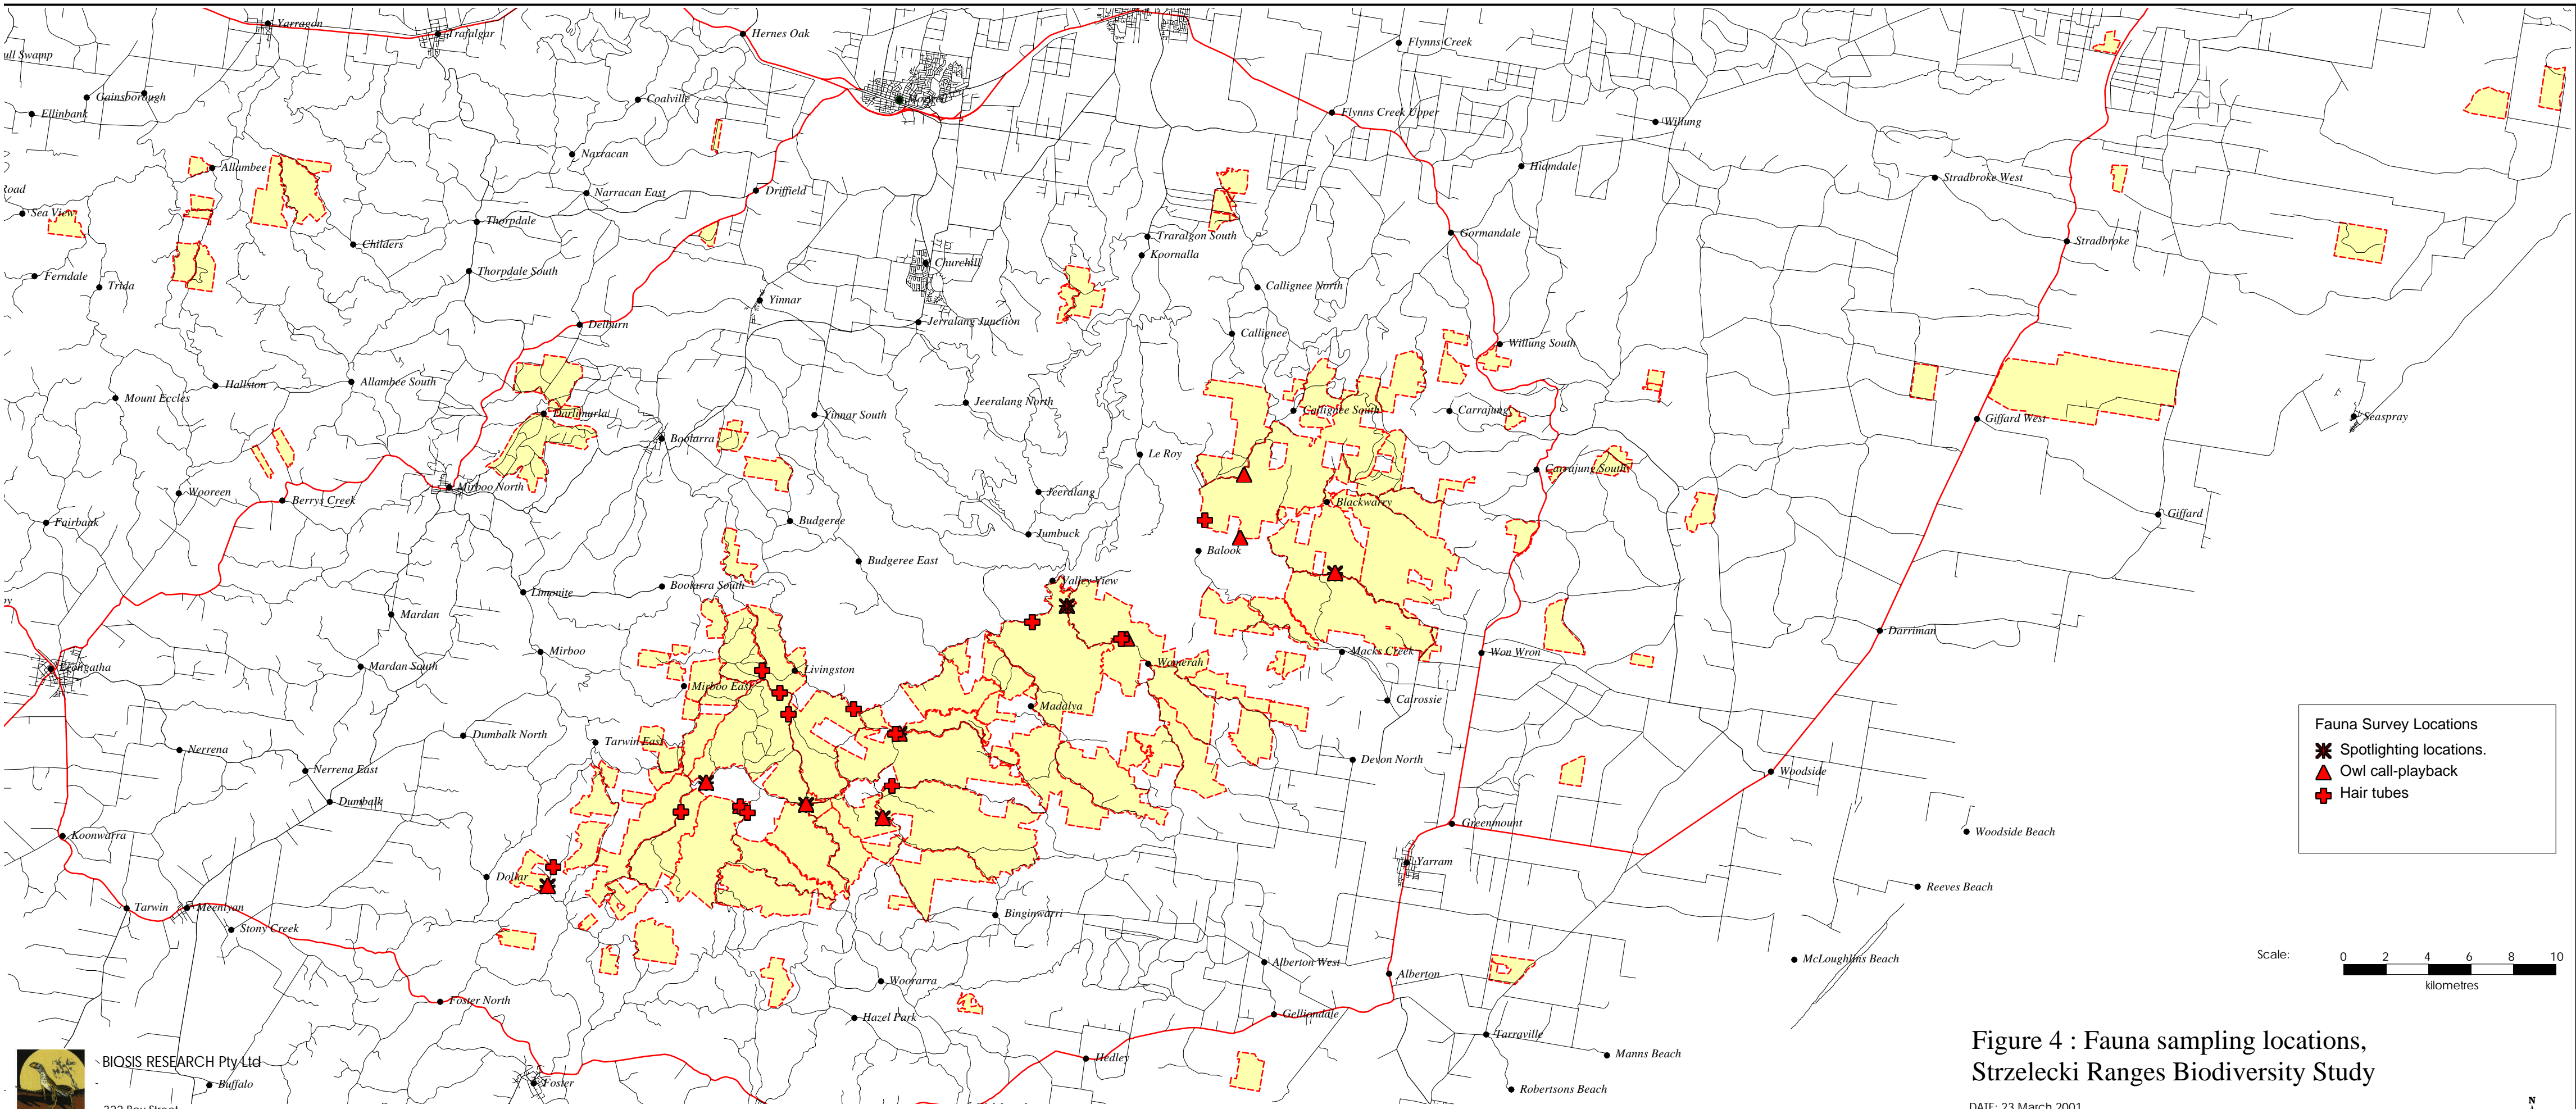 Yarragon
Trafalgar
Hernes Oak
Flynns Creek
ull Swamp
Gainsborough
Coalville
Morwell
Ellinbank
Flynns Creek Upper
Willung
Narracan
Allambee
Hiamdale
Road
Narracan East
Driffield
Stradbroke West
Sea View
Thorpdale
Childers
Traralgon South
Gormandale
Stradbroke
Koornalla
Ferndale
Trida
Thorpdale South
Churchill
Callignee North
Yinnar
Delburn
Jerralang Junction
Callignee
Willung South
Hallston
Allambee South
Mount Eccles
Darlimurla
Yinnar South
Jeeralang North
Callignee South
Carrajung
Giffard West
Seaspray
Boolarra
Le Roy
Carrajung South
Mirboo North
Wooreen
Berrys Creek
Jeeralang
Blackwarry
Fairbank
Budgeree
Giffard
Jumbuck
Balook
Budgeree East
Valley View
Boolarra South
Limonite
Mardan
Darriman
Mirboo
Macks Creek
Won Wron
Leongatha
Mardan South
Livingston
Wonerah
Mirboo East
Calrossie
Madalya
Dumbalk North
Tarwin East
Nerrena
Devon North
Nerrena East
Woodside
Dumbalk
Fauna Survey Locations
Spotlighting locations.
Owl call-playback
Hair tubes
Koonwarra
Greenmount
Woodside Beach
Yarram
Dollar
Reeves Beach
Tarwin
Meeniyan
Binginwarri
Stony Creek
Alberton West
McLoughlins Beach
Scale:
0 2 4 6 8 10
kilometres
Alberton
Woorarra
Foster North
Hazel Park
Gelliondale
Tarraville
Hedley
Manns Beach
Figure 4 : Fauna sampling locations,
Strzelecki Ranges Biodiversity Study
BIOSIS RESEARCH Pty Ltd
Buffalo
Foster
Robertsons Beach
DATE: 23 March 2001
N